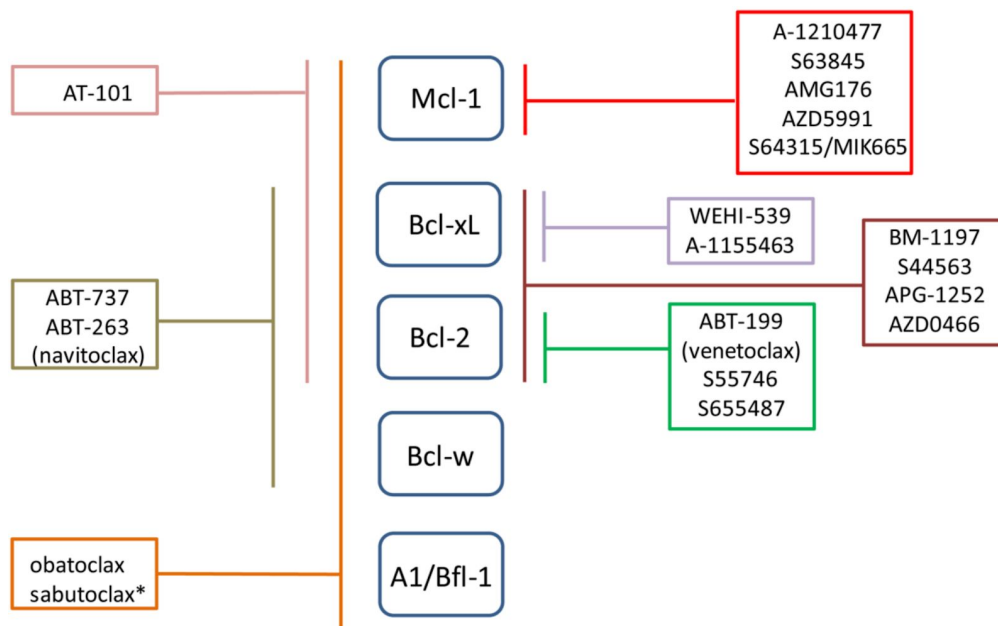 AT-101
ABT-737
ABT-263
(navitoclax)
obatoclax
sabutoclax*
Mcl-1
Bcl-xL
Bcl-2
Bcl-w
A1/Bfl-1
A-1210477
S63845
AMG176
AZD5991
S64315/MIK665
WEHI-539
A-1155463
BM-1197
S44563
APG-1252
AZD0466
ABT-199
(venetoclax)
S55746
S655487